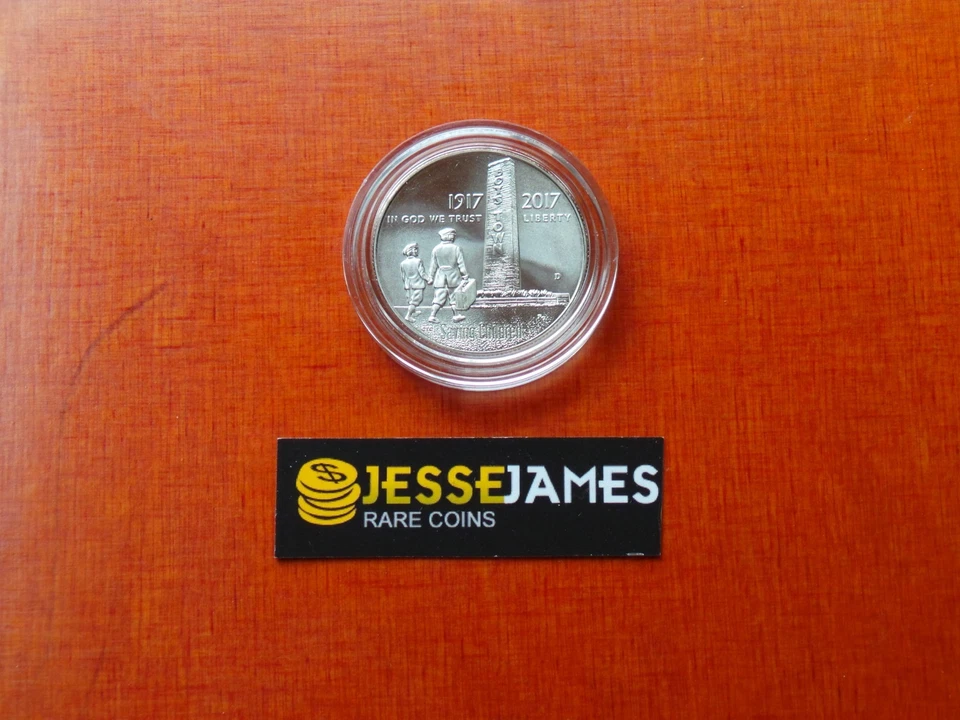 1917 2017
IN GOD WE TRUST LIBERTY
BOYS TOWN
D
Saving Children
$
JESSEJAMES
RARE COINS